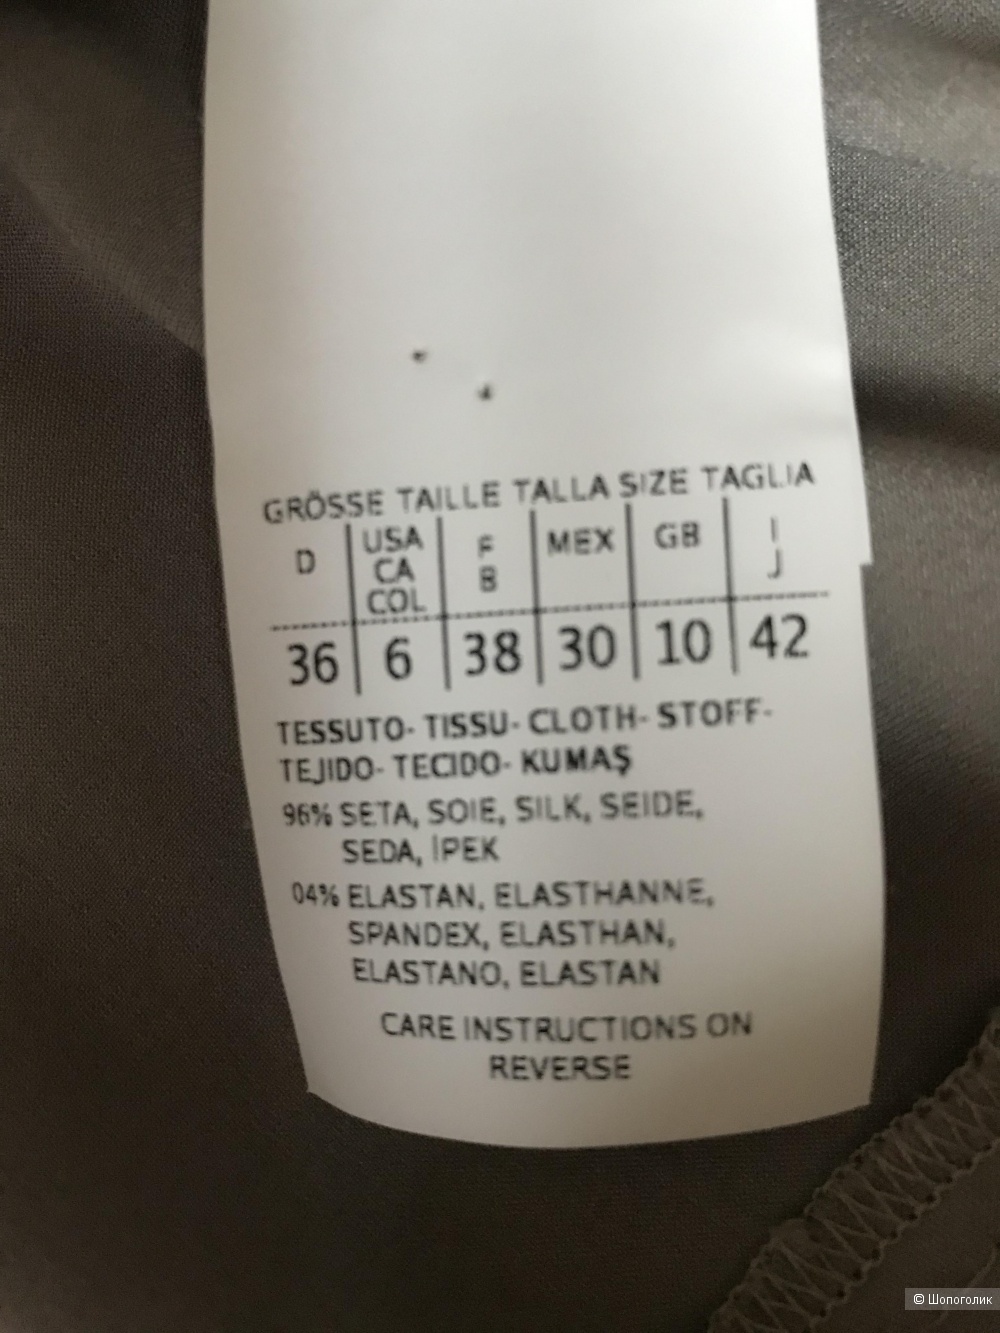 GRÖSSE TAILLE TALLA SIZE TAGLIA
D | USA CA COL | F B | MEX | GB | I J
36 | 6 | 38 | 30 | 10 | 42
TESSUTO- TISSU- CLOTH- STOFF-
TEJIDO- TECIDO- KUMAŞ
96% SETA, SOIE, SILK, SEIDE,
SEDA, İPEK
04% ELASTAN, ELASTHANNE,
SPANDEX, ELASTHAN,
ELASTANO, ELASTAN
CARE INSTRUCTIONS ON
REVERSE
© Шопоголик